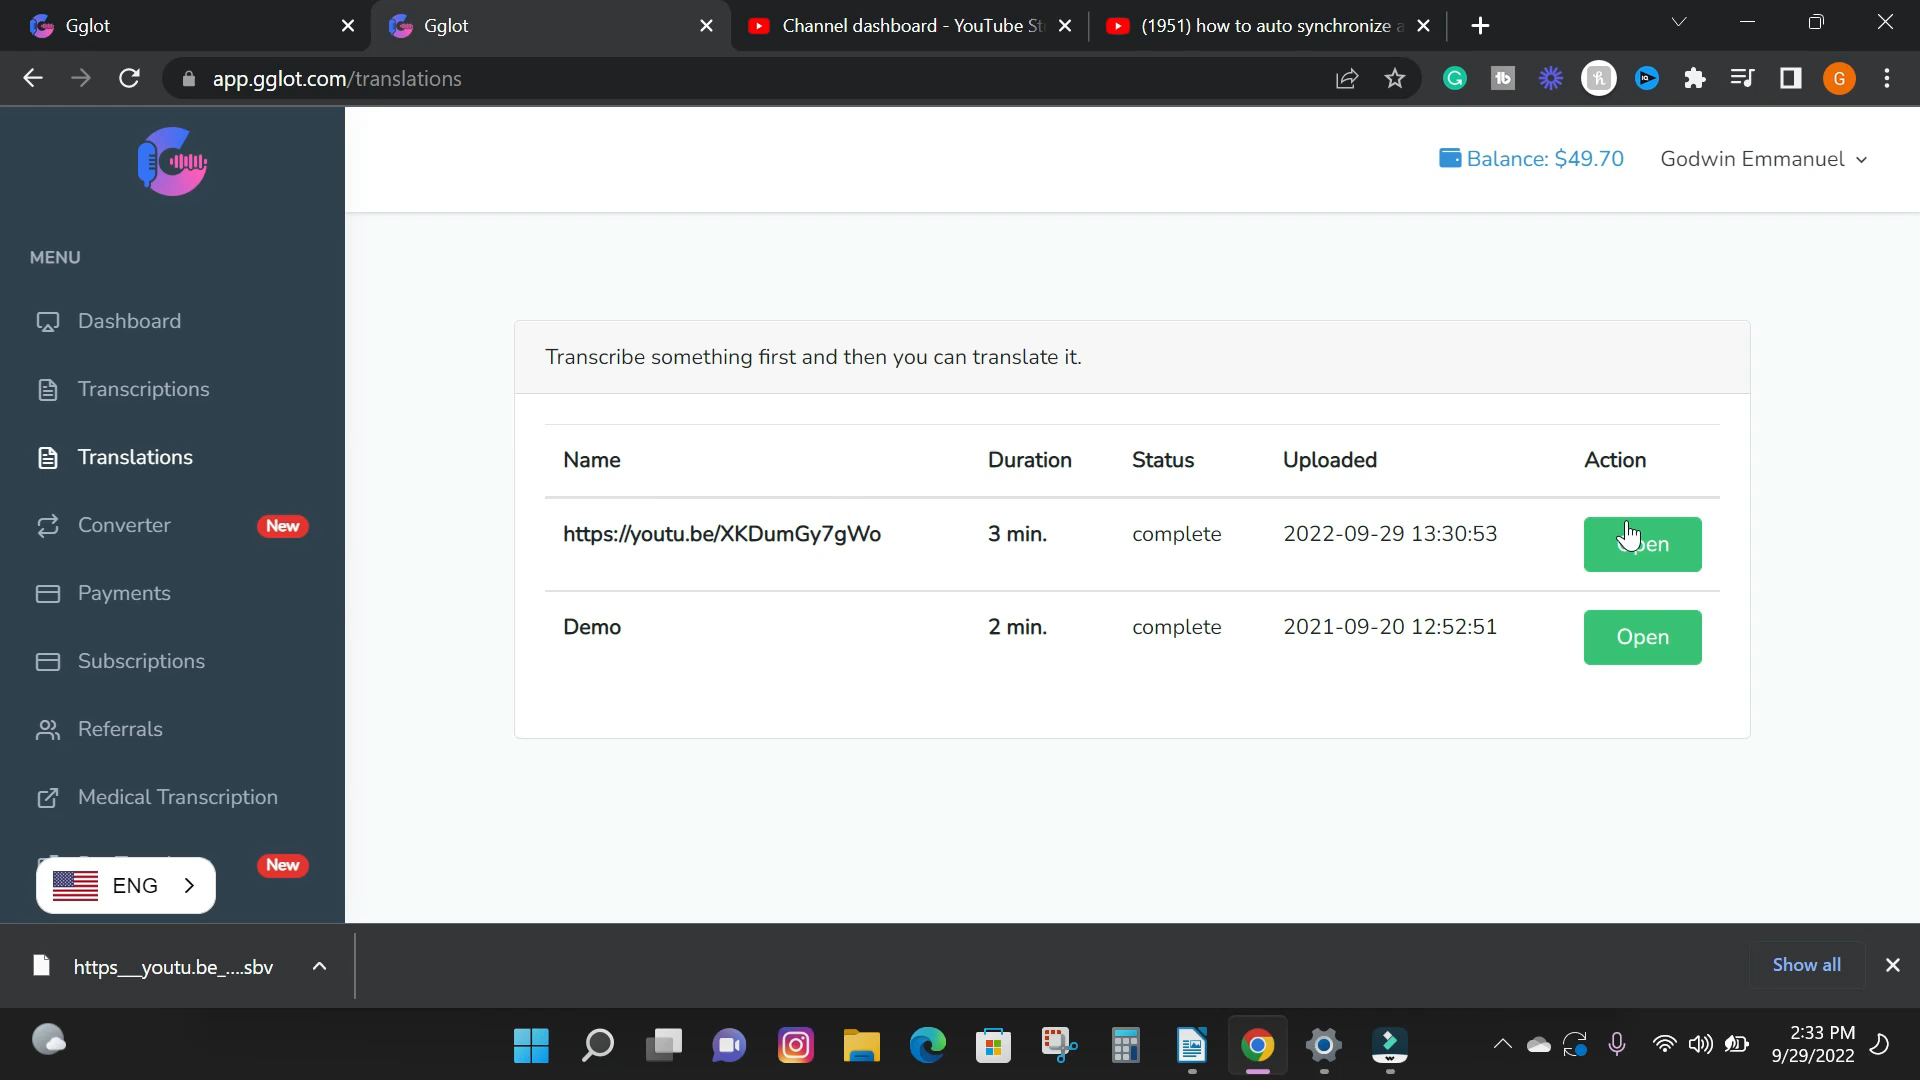 Gglot
Gglot
Channel dashboard - YouTube St
(1951) how to auto synchronize a
app.gglot.com/translations
Balance: $49.70
Godwin Emmanuel
MENU
Dashboard
Transcriptions
Translations
Converter
New
Payments
Subscriptions
Referrals
Medical Transcription
New
ENG
Transcribe something first and then you can translate it.
Name Duration Status Uploaded Action
https://youtu.be/XKDumGy7gWo 3 min. complete 2022-09-29 13:30:53 Open
Demo 2 min. complete 2021-09-20 12:52:51 Open
https__youtu.be_....sbv
Show all
2:33 PM
9/29/2022